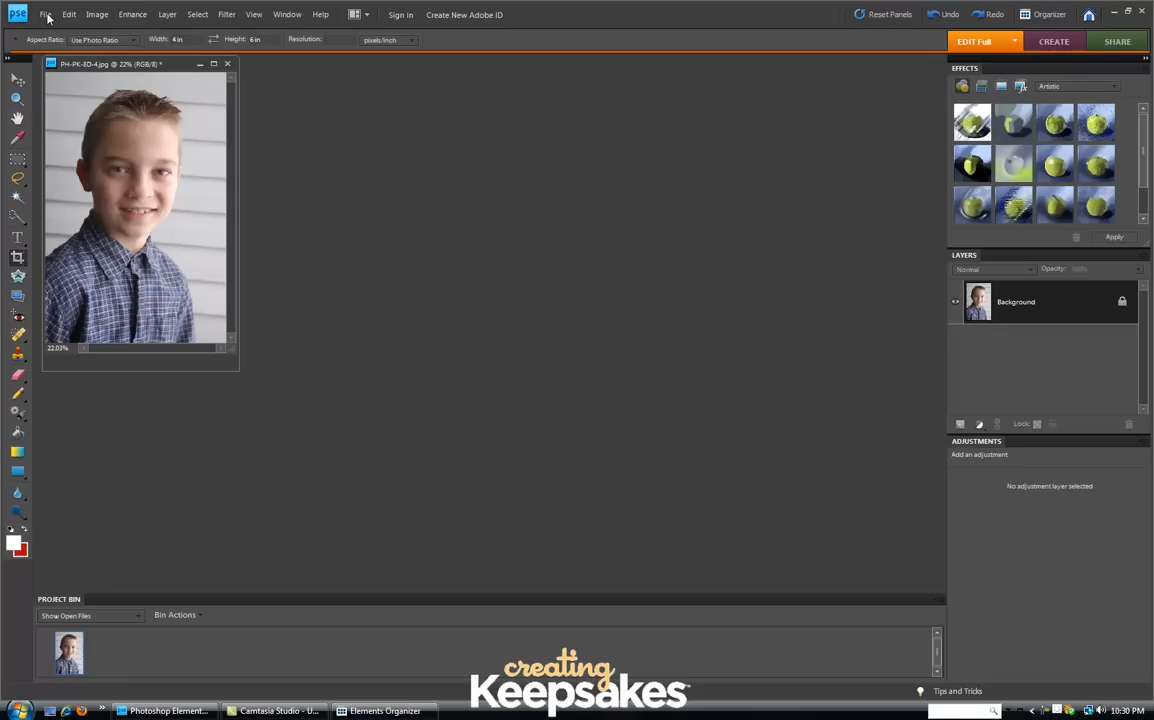 pse File Edit Image Enhance Layer Select Filter View Window Help Sign in Create New Adobe ID Reset Panels Undo Redo Organizer
Aspect Ratio: Use Photo Ratio Width: 4 in Height: 6 in Resolution: pixels/inch EDIT Full CREATE SHARE
PH-PK-8D-4.jpg @ 22% (RGB/8) *
EFFECTS
Artistic
Apply
LAYERS
Normal Opacity: 100%
Background
22.03%
Lock:
ADJUSTMENTS
Add an adjustment
No adjustment layer selected
PROJECT BIN
Show Open Files Bin Actions
creating
Keepsakes™
Tips and Tricks
Photoshop Element... Camtasia Studio - U... Elements Organizer 10:30 PM